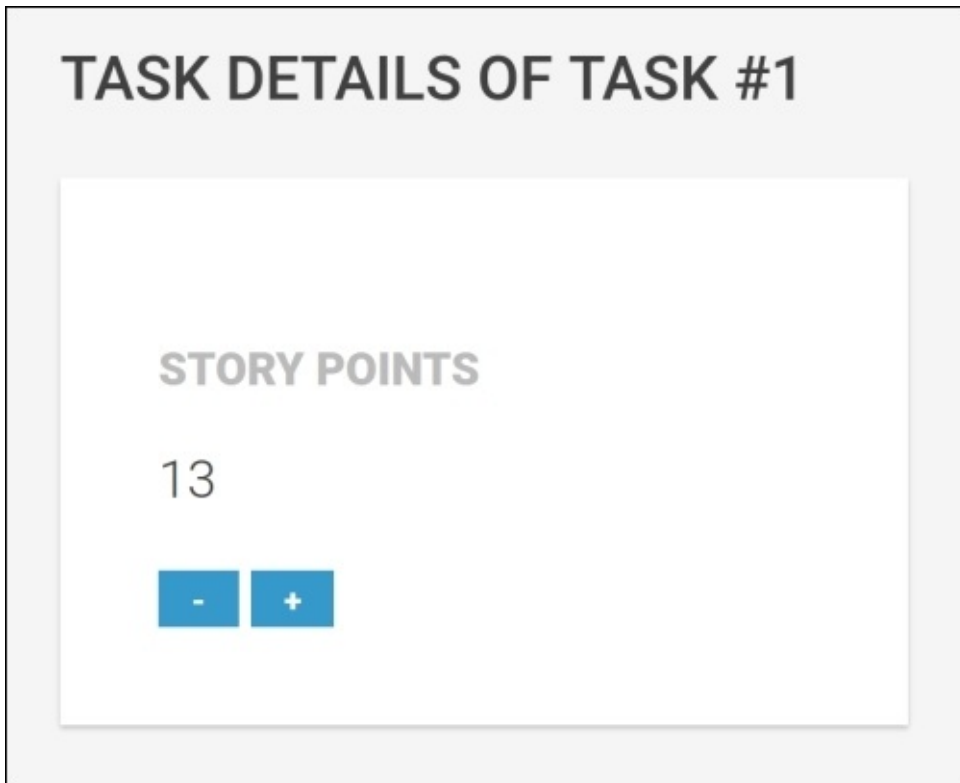 TASK DETAILS OF TASK #1
STORY POINTS
13
- +